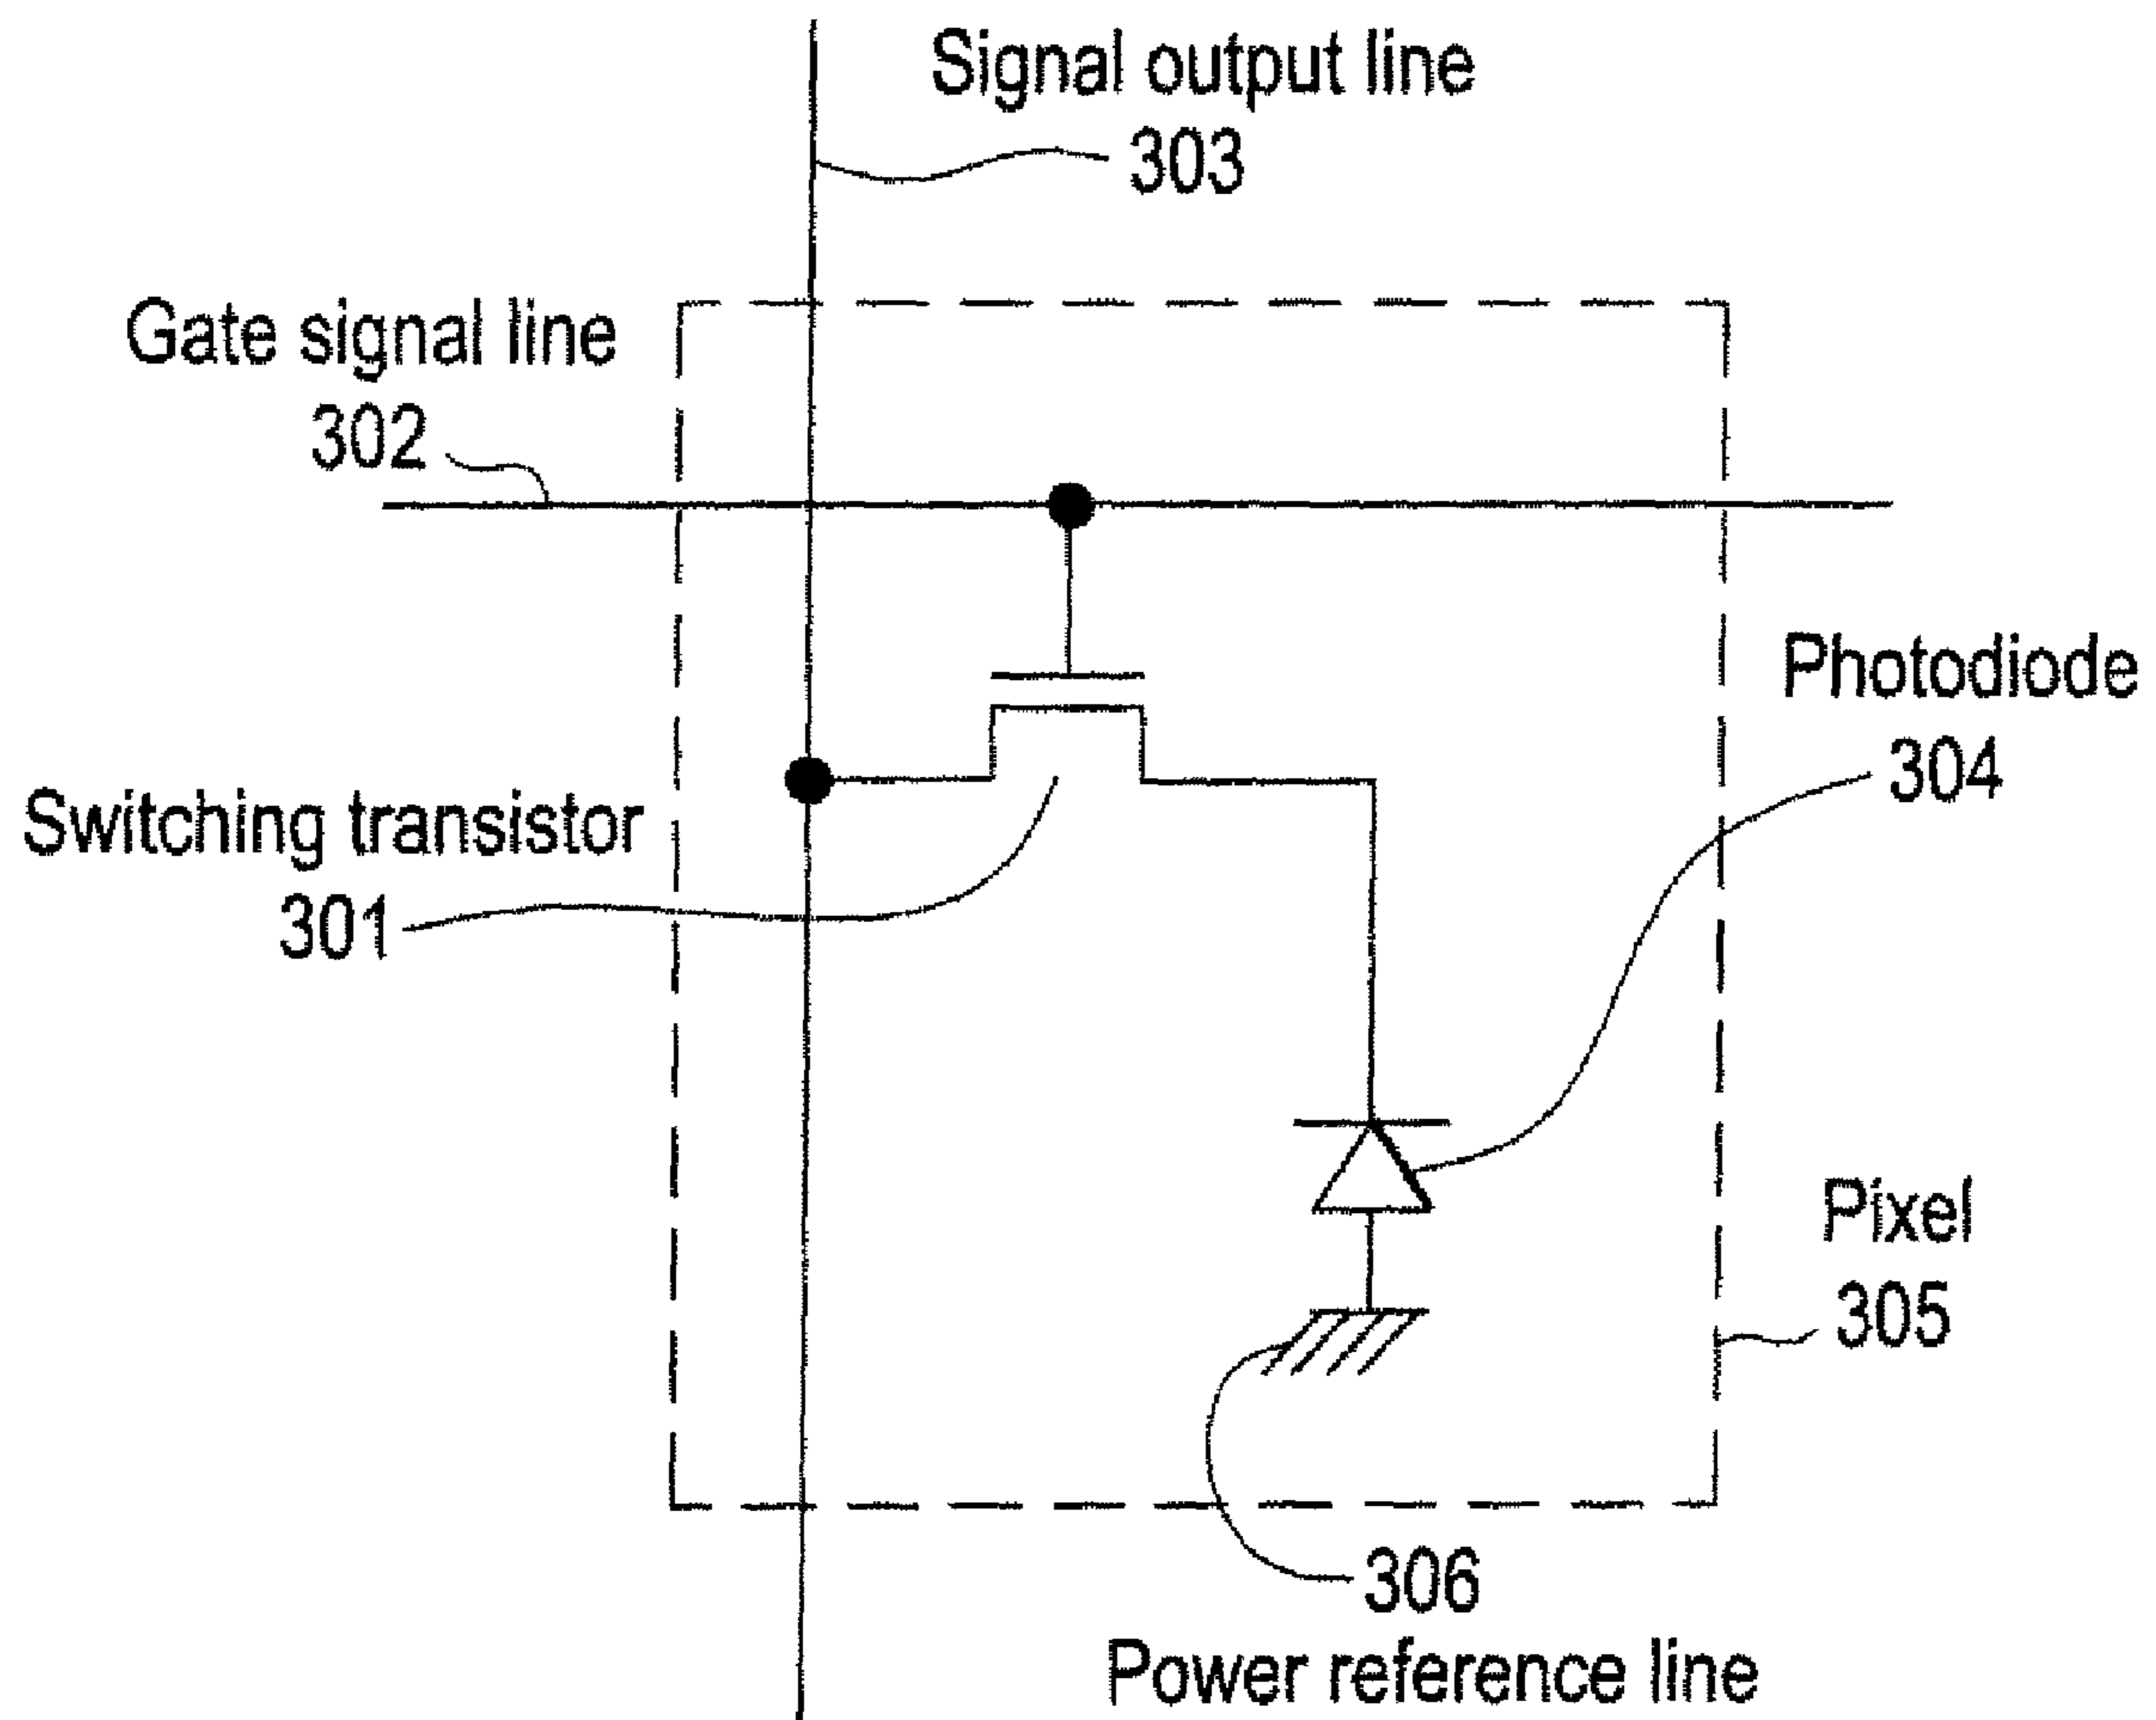 Signal output line
303
Gate signal line
302
Photodiode
304
Switching transistor
301
Pixel
305
306
Power reference line